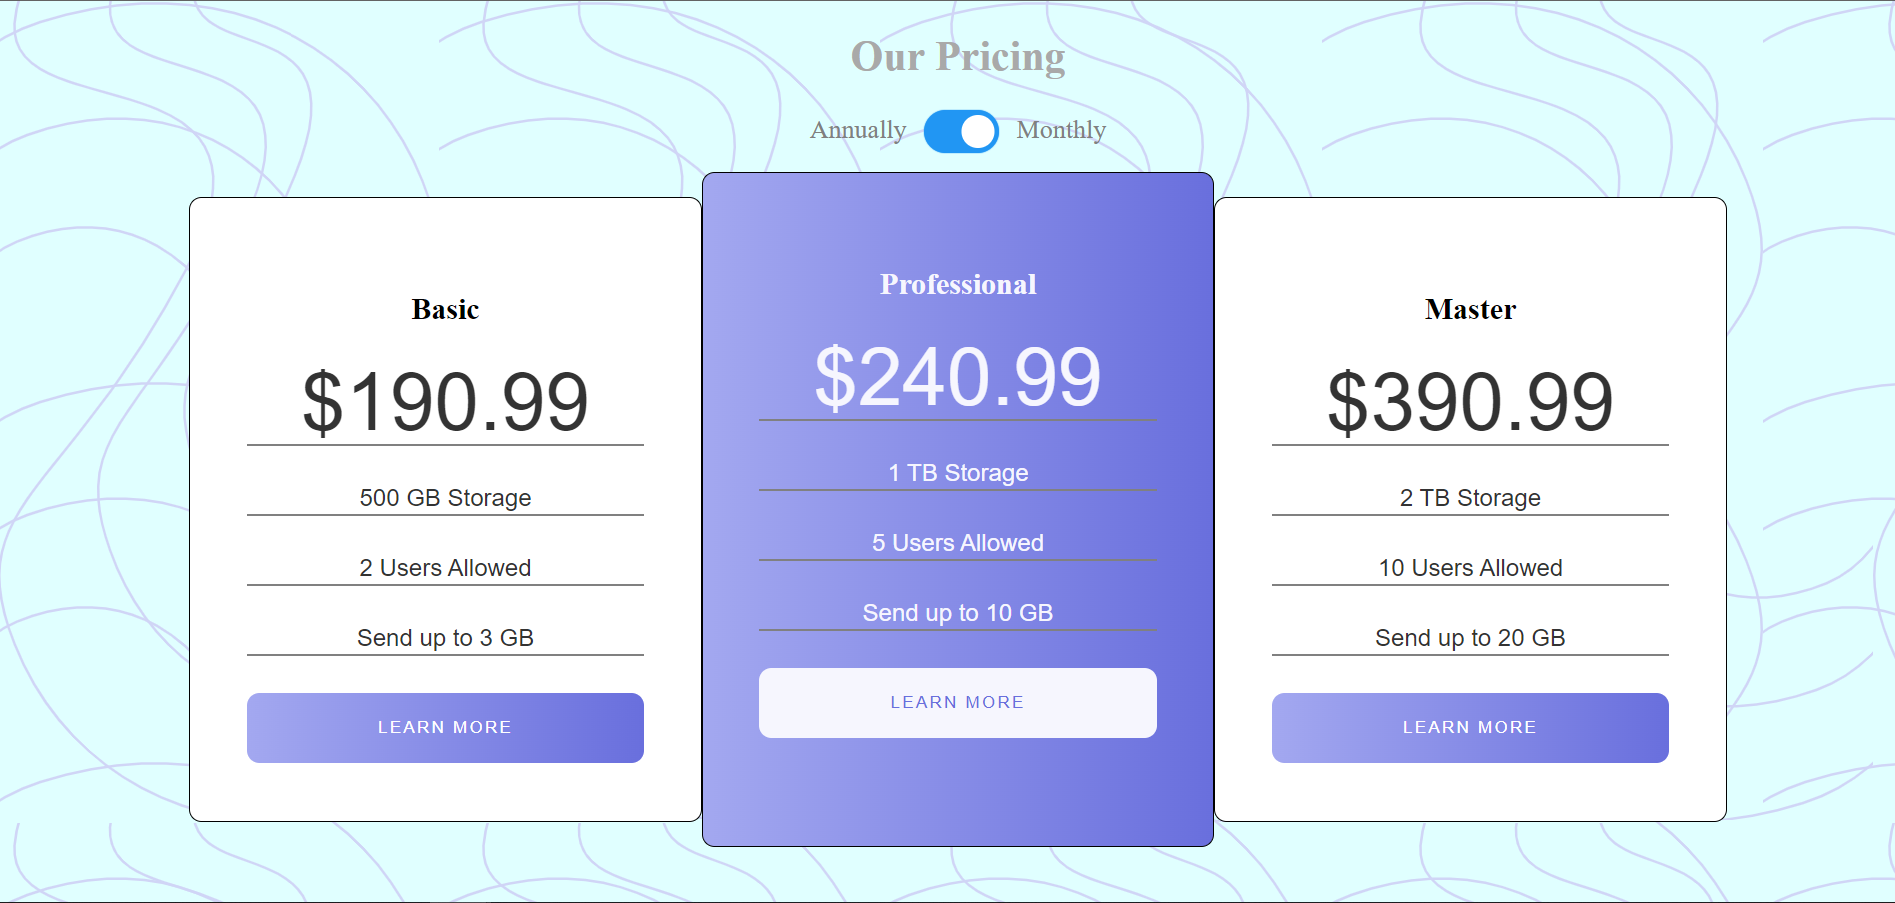 Our Pricing
Annually Monthly
Basic
$190.99
500 GB Storage
2 Users Allowed
Send up to 3 GB
LEARN MORE
Professional
$240.99
1 TB Storage
5 Users Allowed
Send up to 10 GB
LEARN MORE
Master
$390.99
2 TB Storage
10 Users Allowed
Send up to 20 GB
LEARN MORE